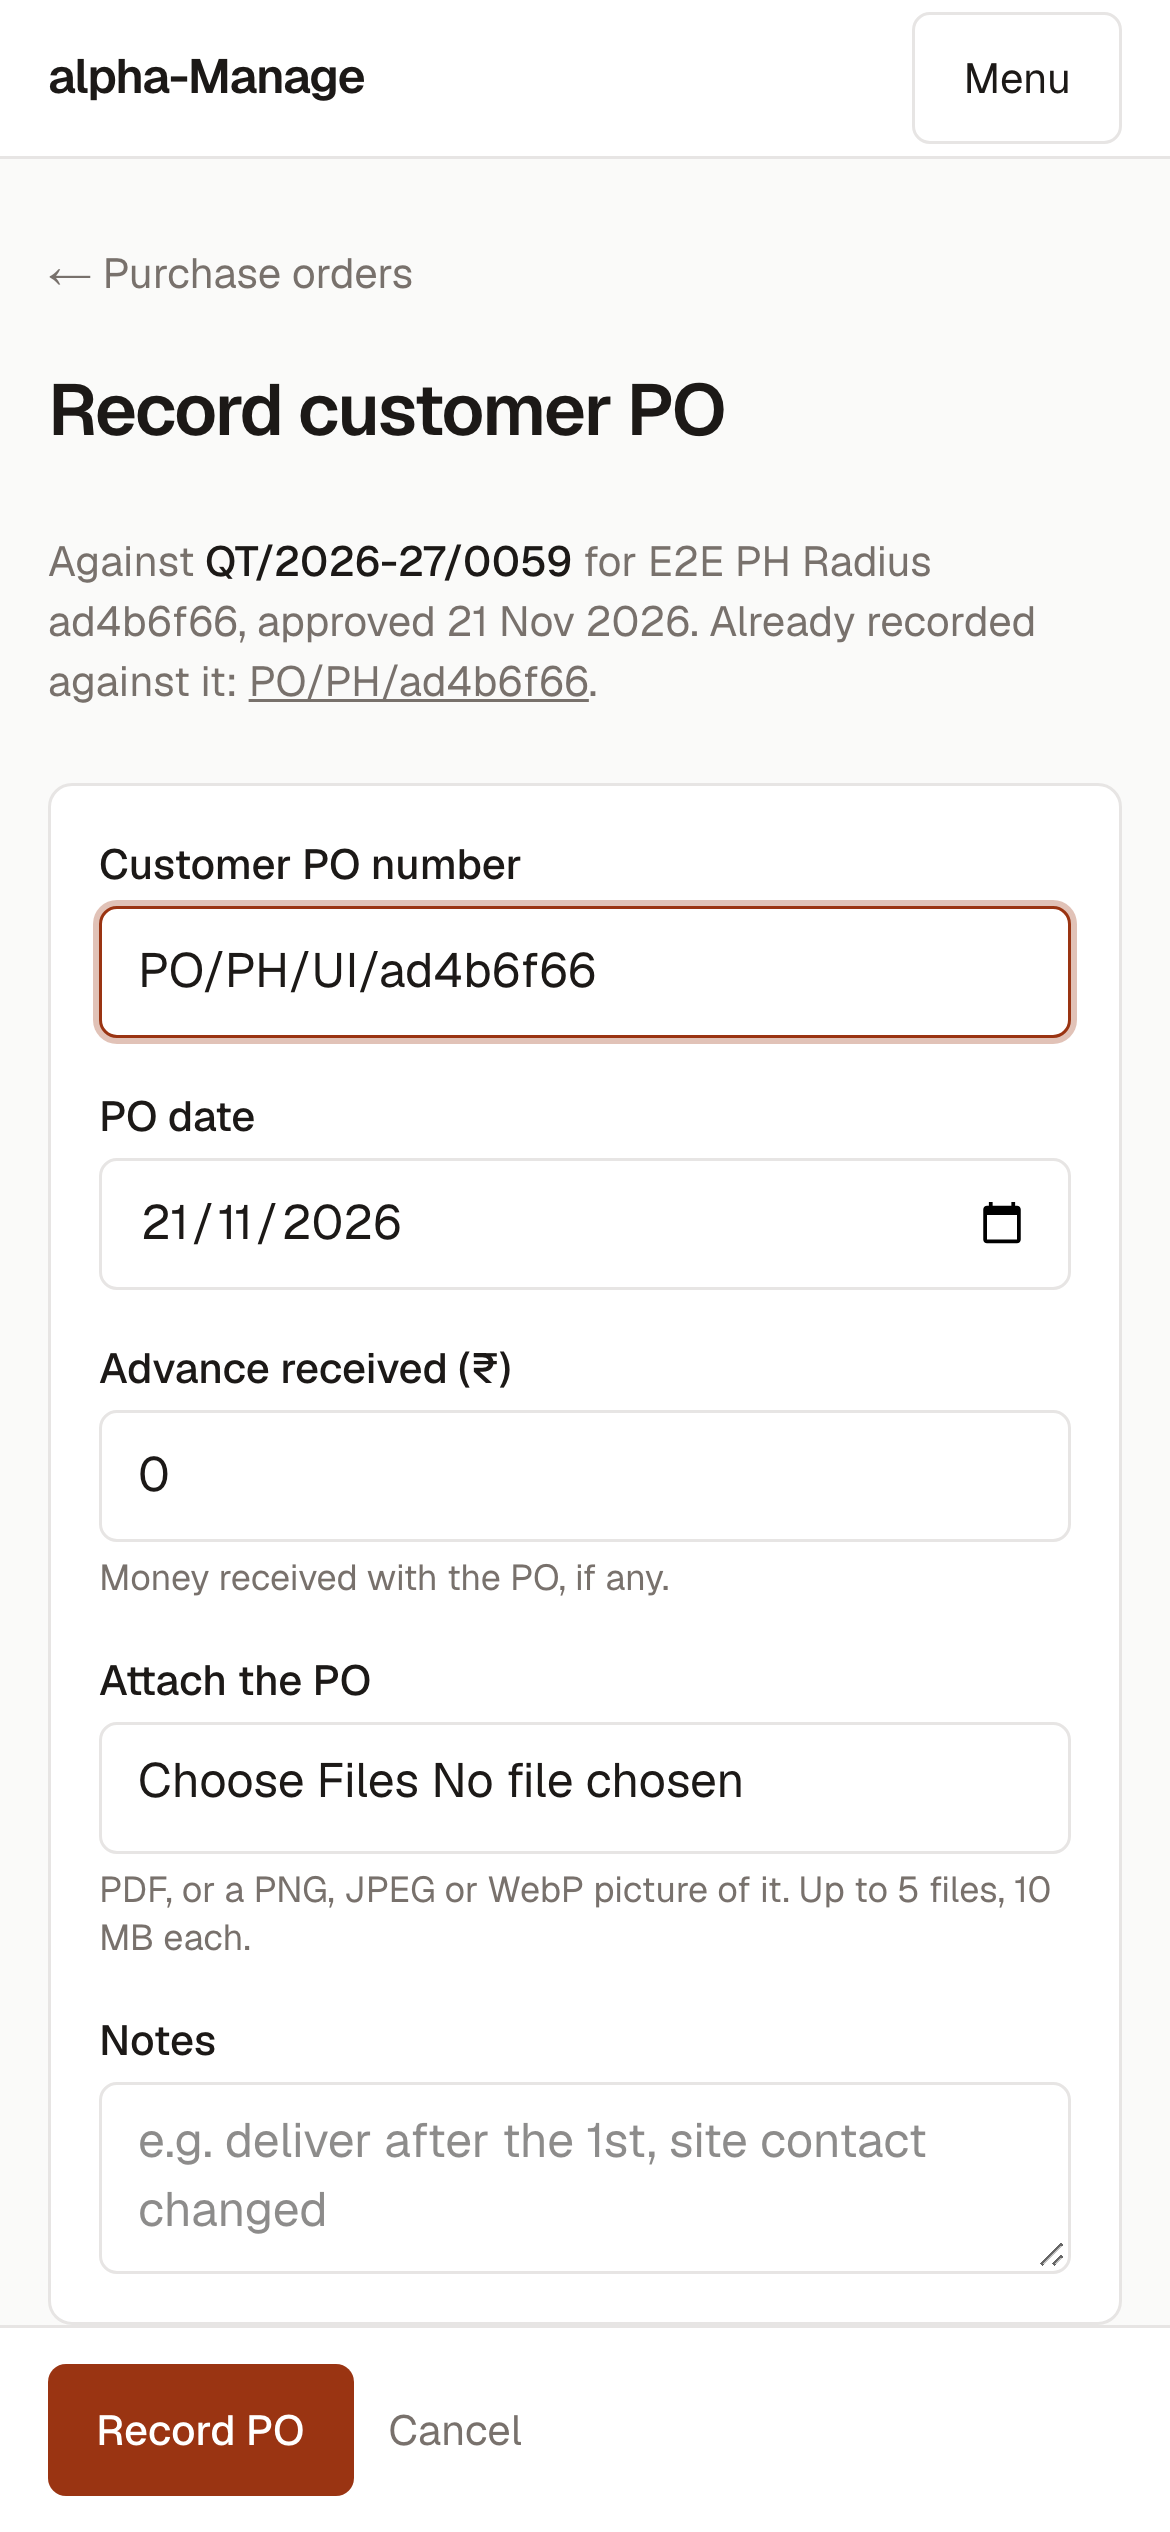 alpha-Manage
Menu
← Purchase orders
Record customer PO
Against QT/2026-27/0059 for E2E PH Radius
ad4b6f66, approved 21 Nov 2026. Already recorded
against it: PO/PH/ad4b6f66.
Customer PO number
PO/PH/UI/ad4b6f66
PO date
21/11/2026
Advance received (₹)
0
Money received with the PO, if any.
Attach the PO
Choose Files No file chosen
PDF, or a PNG, JPEG or WebP picture of it. Up to 5 files, 10
MB each.
Notes
e.g. deliver after the 1st, site contact
changed
Record PO
Cancel